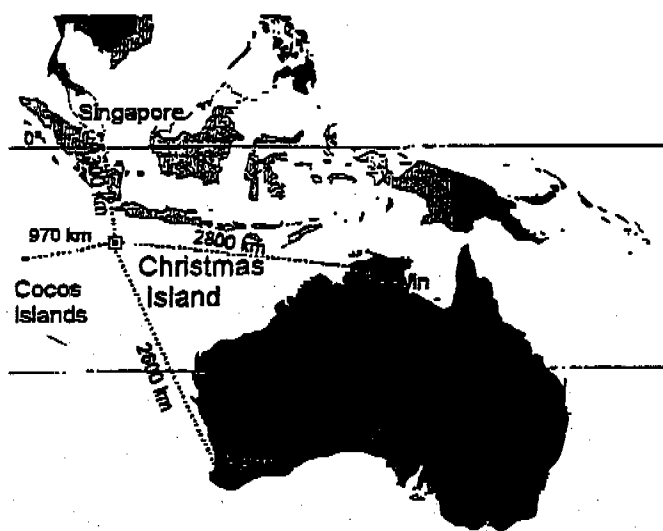 Singapore
0°
970 km
2800 km
Christmas
Island
Cocos
Islands
2600 km